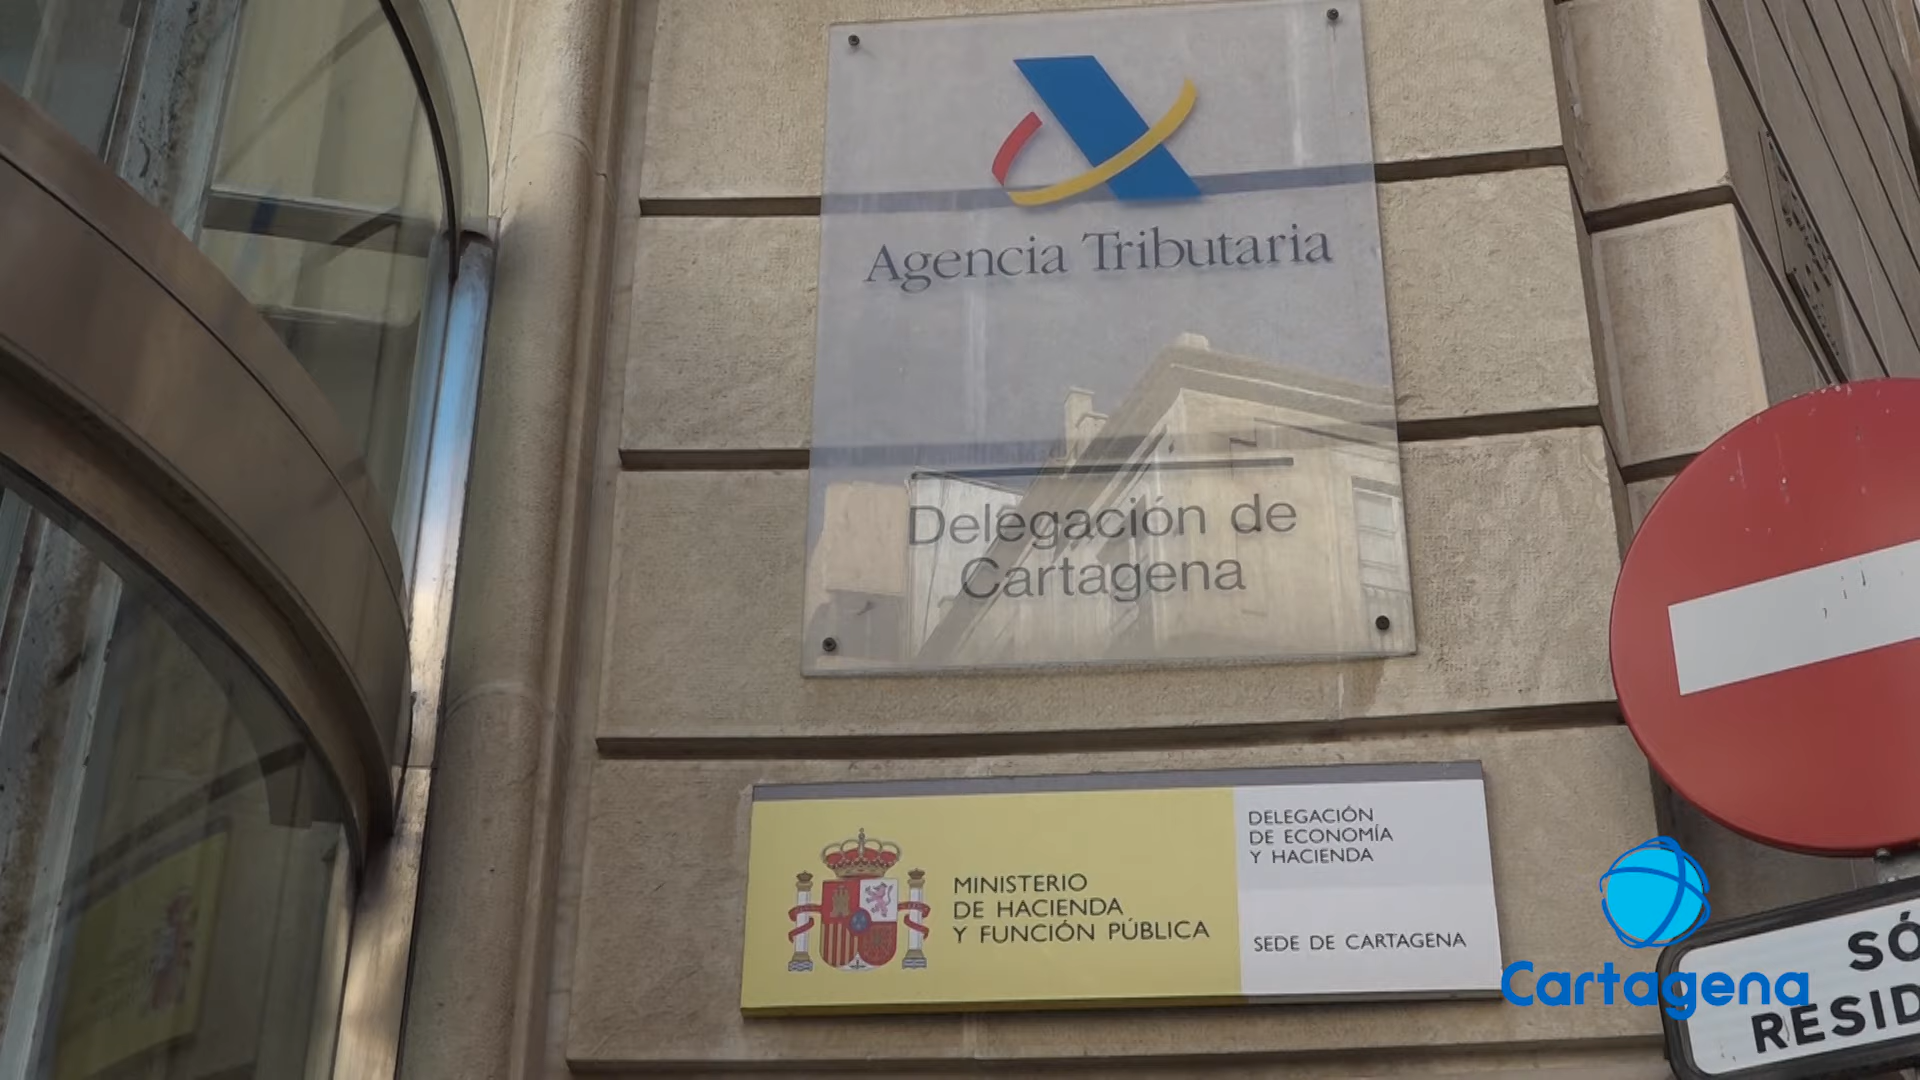 Agencia Tributaria
Delegación de
Cartagena
MINISTERIO
DE HACIENDA
Y FUNCIÓN PÚBLICA
DELEGACIÓN
DE ECONOMÍA
Y HACIENDA
SEDE DE CARTAGENA
Cartagena
SÓ
RESID